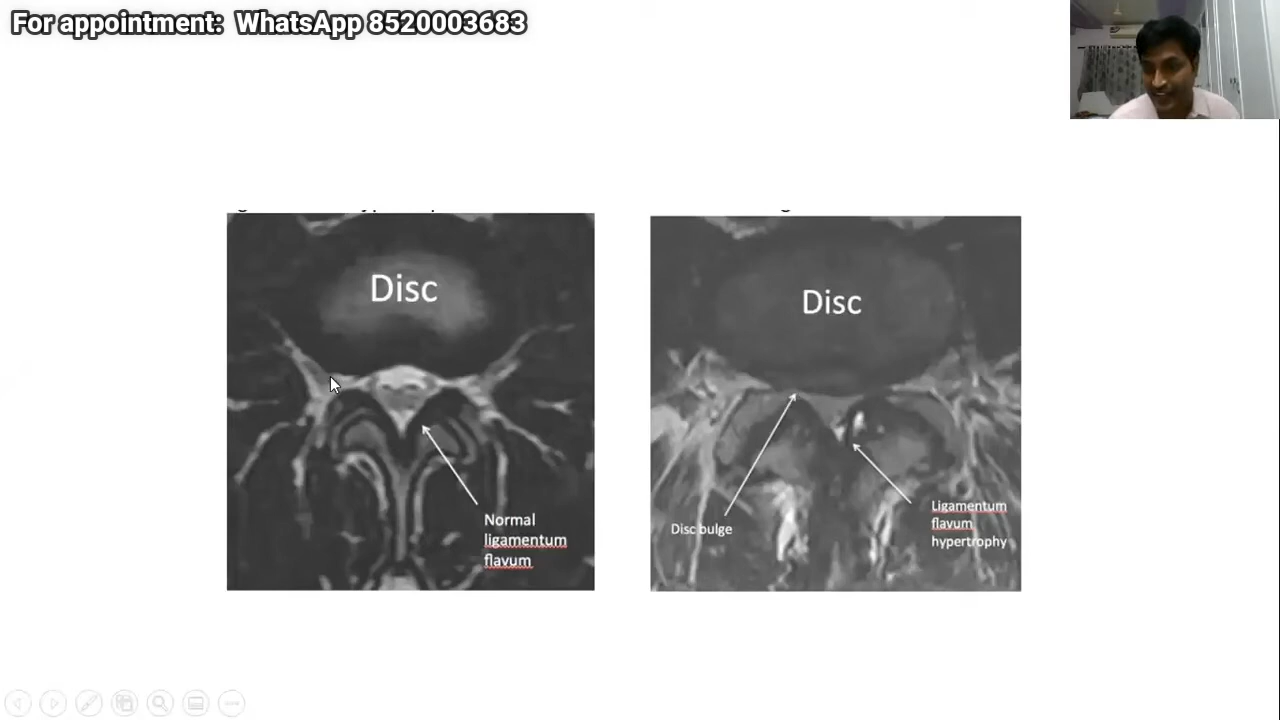 For appointment: WhatsApp 8520003683
Disc
Normal
ligamentum
flavum
Disc
Disc bulge
Ligamentum
flavum
hypertrophy